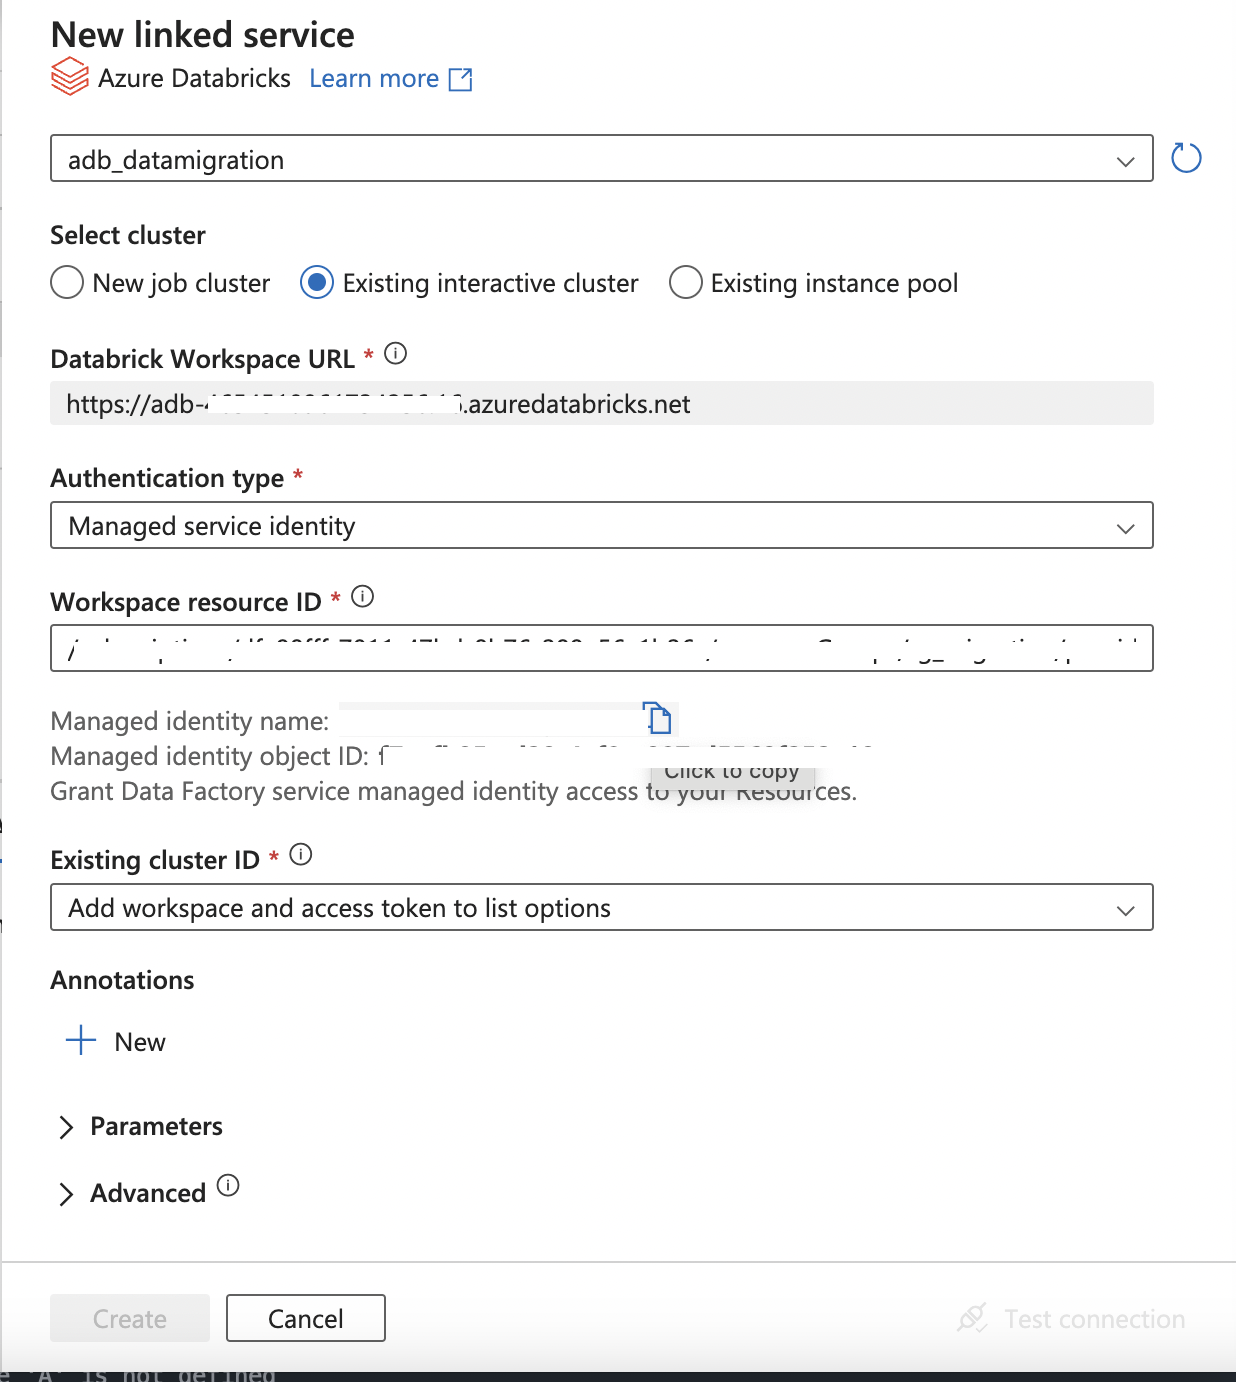 New linked service
Azure Databricks Learn more
adb_datamigration
Select cluster
New job cluster Existing interactive cluster Existing instance pool
Databrick Workspace URL *
https://adb- .azuredatabricks.net
Authentication type *
Managed service identity
Workspace resource ID *
Managed identity name:
Managed identity object ID:
Click to copy
Grant Data Factory service managed identity access to your Resources.
Existing cluster ID *
Add workspace and access token to list options
Annotations
New
Parameters
Advanced
Create Cancel Test connection
'A' is not defined